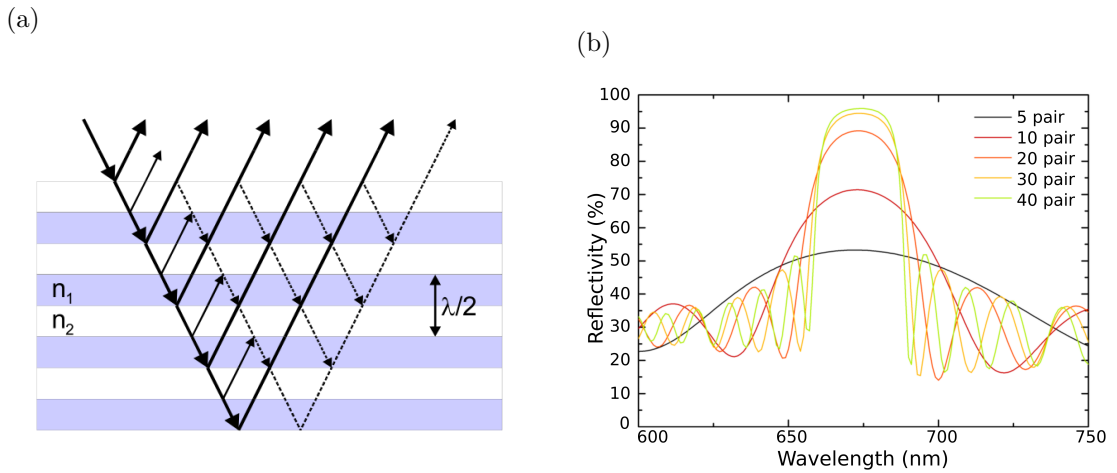 (a)
n1
n2
λ/2
(b)
Reflectivity (%)
100
90
80
70
60
50
40
30
20
10
0
5 pair
10 pair
20 pair
30 pair
40 pair
600
650
700
750
Wavelength (nm)